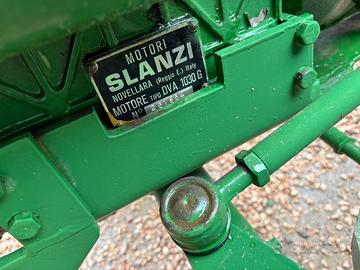 MOTORI
SLANZI
NOVELLARA (Reggio E.) Italy
MOTORE TIPO DVA 1030 G
N°